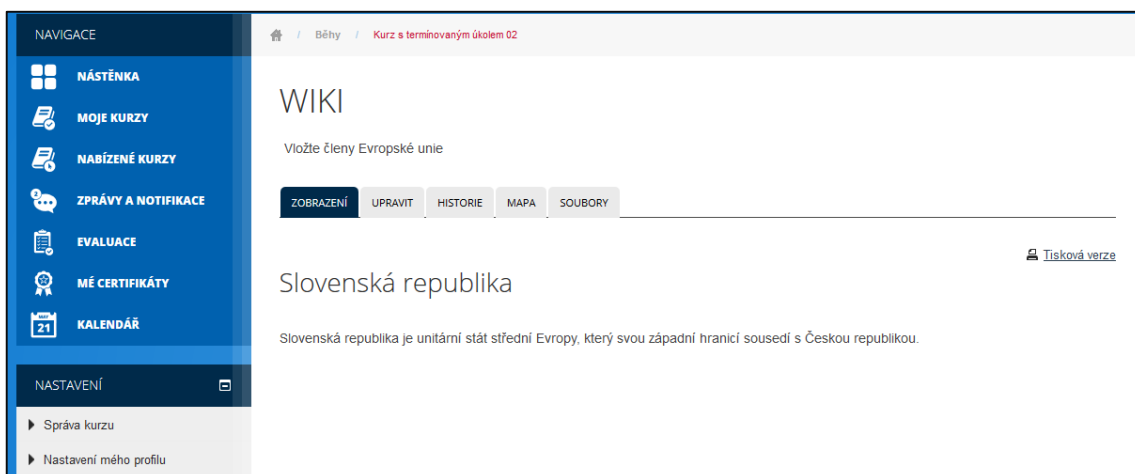 NAVIGACE
NÁSTĚNKA
MOJE KURZY
NABÍZENÉ KURZY
2
ZPRÁVY A NOTIFIKACE
EVALUACE
MÉ CERTIFIKÁTY
MAY
21
KALENDÁŘ
NASTAVENÍ
Správa kurzu
Nastavení mého profilu
/ Běhy / Kurz s termínovaným úkolem 02
WIKI
Vložte členy Evropské unie
ZOBRAZENÍ UPRAVIT HISTORIE MAPA SOUBORY
Tisková verze
Slovenská republika
Slovenská republika je unitární stát střední Evropy, který svou západní hranicí sousedí s Českou republikou.